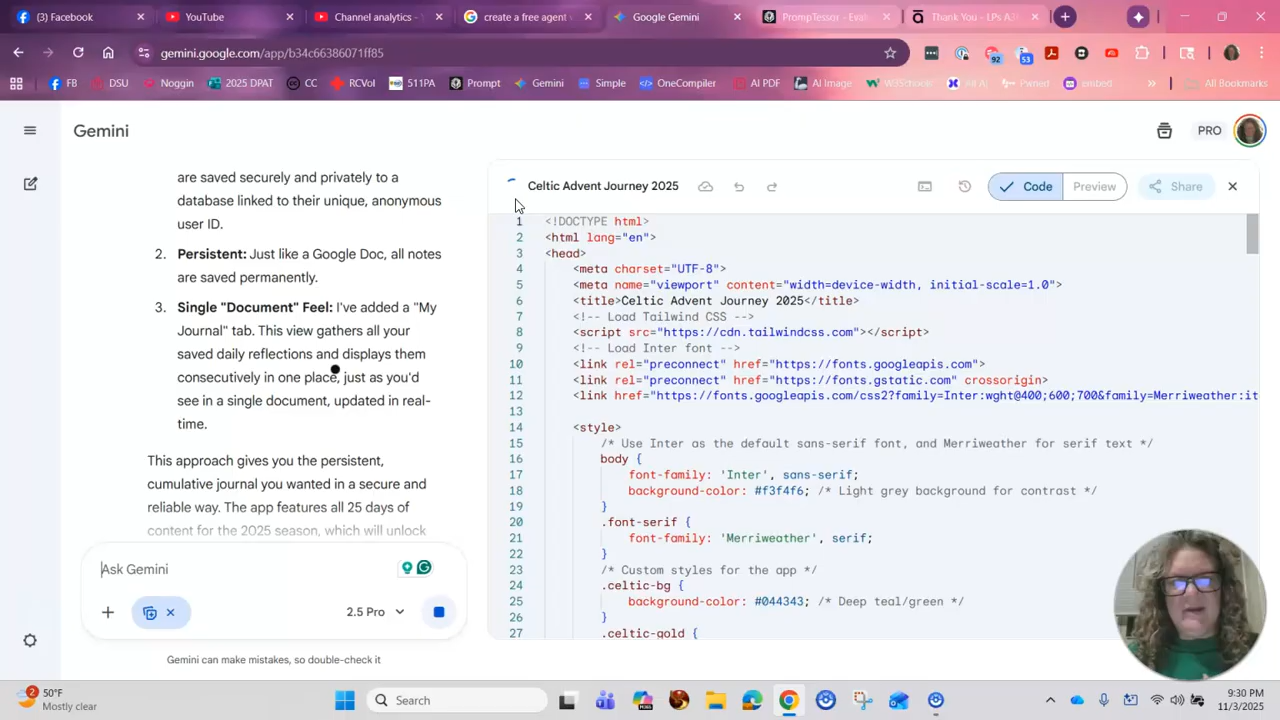 (3) Facebook
YouTube
Channel analytics -
create a free agent
Google Gemini
PrompTessor - Eval
Thank You - LPs AI
gemini.google.com/app/b34c66386071ff85
92
53
FB
DSU
Noggin
2025 DPAT
CC
RCVol
511PA
Prompt
Gemini
Simple
OneCompiler
AI PDF
AI Image
W3Schools
All AI
Pwned
embed
»
All Bookmarks
Gemini
PRO
are saved securely and privately to a
database linked to their unique, anonymous
user ID.
2. Persistent: Just like a Google Doc, all notes
are saved permanently.
3. Single "Document" Feel: I've added a "My
Journal" tab. This view gathers all your
saved daily reflections and displays them
consecutively in one place, just as you'd
see in a single document, updated in real-
time.
This approach gives you the persistent,
cumulative journal you wanted in a secure and
reliable way. The app features all 25 days of
content for the 2025 season, which will unlock
Ask Gemini
2.5 Pro
Gemini can make mistakes, so double-check it
Celtic Advent Journey 2025
Code
Preview
Share
1 <!DOCTYPE html>
2 <html lang="en">
3 <head>
4 <meta charset="UTF-8">
5 <meta name="viewport" content="width=device-width, initial-scale=1.0">
6 <title>Celtic Advent Journey 2025</title>
7 <!-- Load Tailwind CSS -->
8 <script src="https://cdn.tailwindcss.com"></script>
9 <!-- Load Inter font -->
10 <link rel="preconnect" href="https://fonts.googleapis.com">
11 <link rel="preconnect" href="https://fonts.gstatic.com" crossorigin>
12 <link href="https://fonts.googleapis.com/css2?family=Inter:wght@400;600;700&family=Merriweather:it
13
14 <style>
15 /* Use Inter as the default sans-serif font, and Merriweather for serif text */
16 body {
17 font-family: 'Inter', sans-serif;
18 background-color: #f3f4f6; /* Light grey background for contrast */
19 }
20 .font-serif {
21 font-family: 'Merriweather', serif;
22 }
23 /* Custom styles for the app */
24 .celtic-bg {
25 background-color: #044343; /* Deep teal/green */
26 }
27 .celtic-gold {
2
50°F
Mostly clear
Search
9:30 PM
11/3/2025